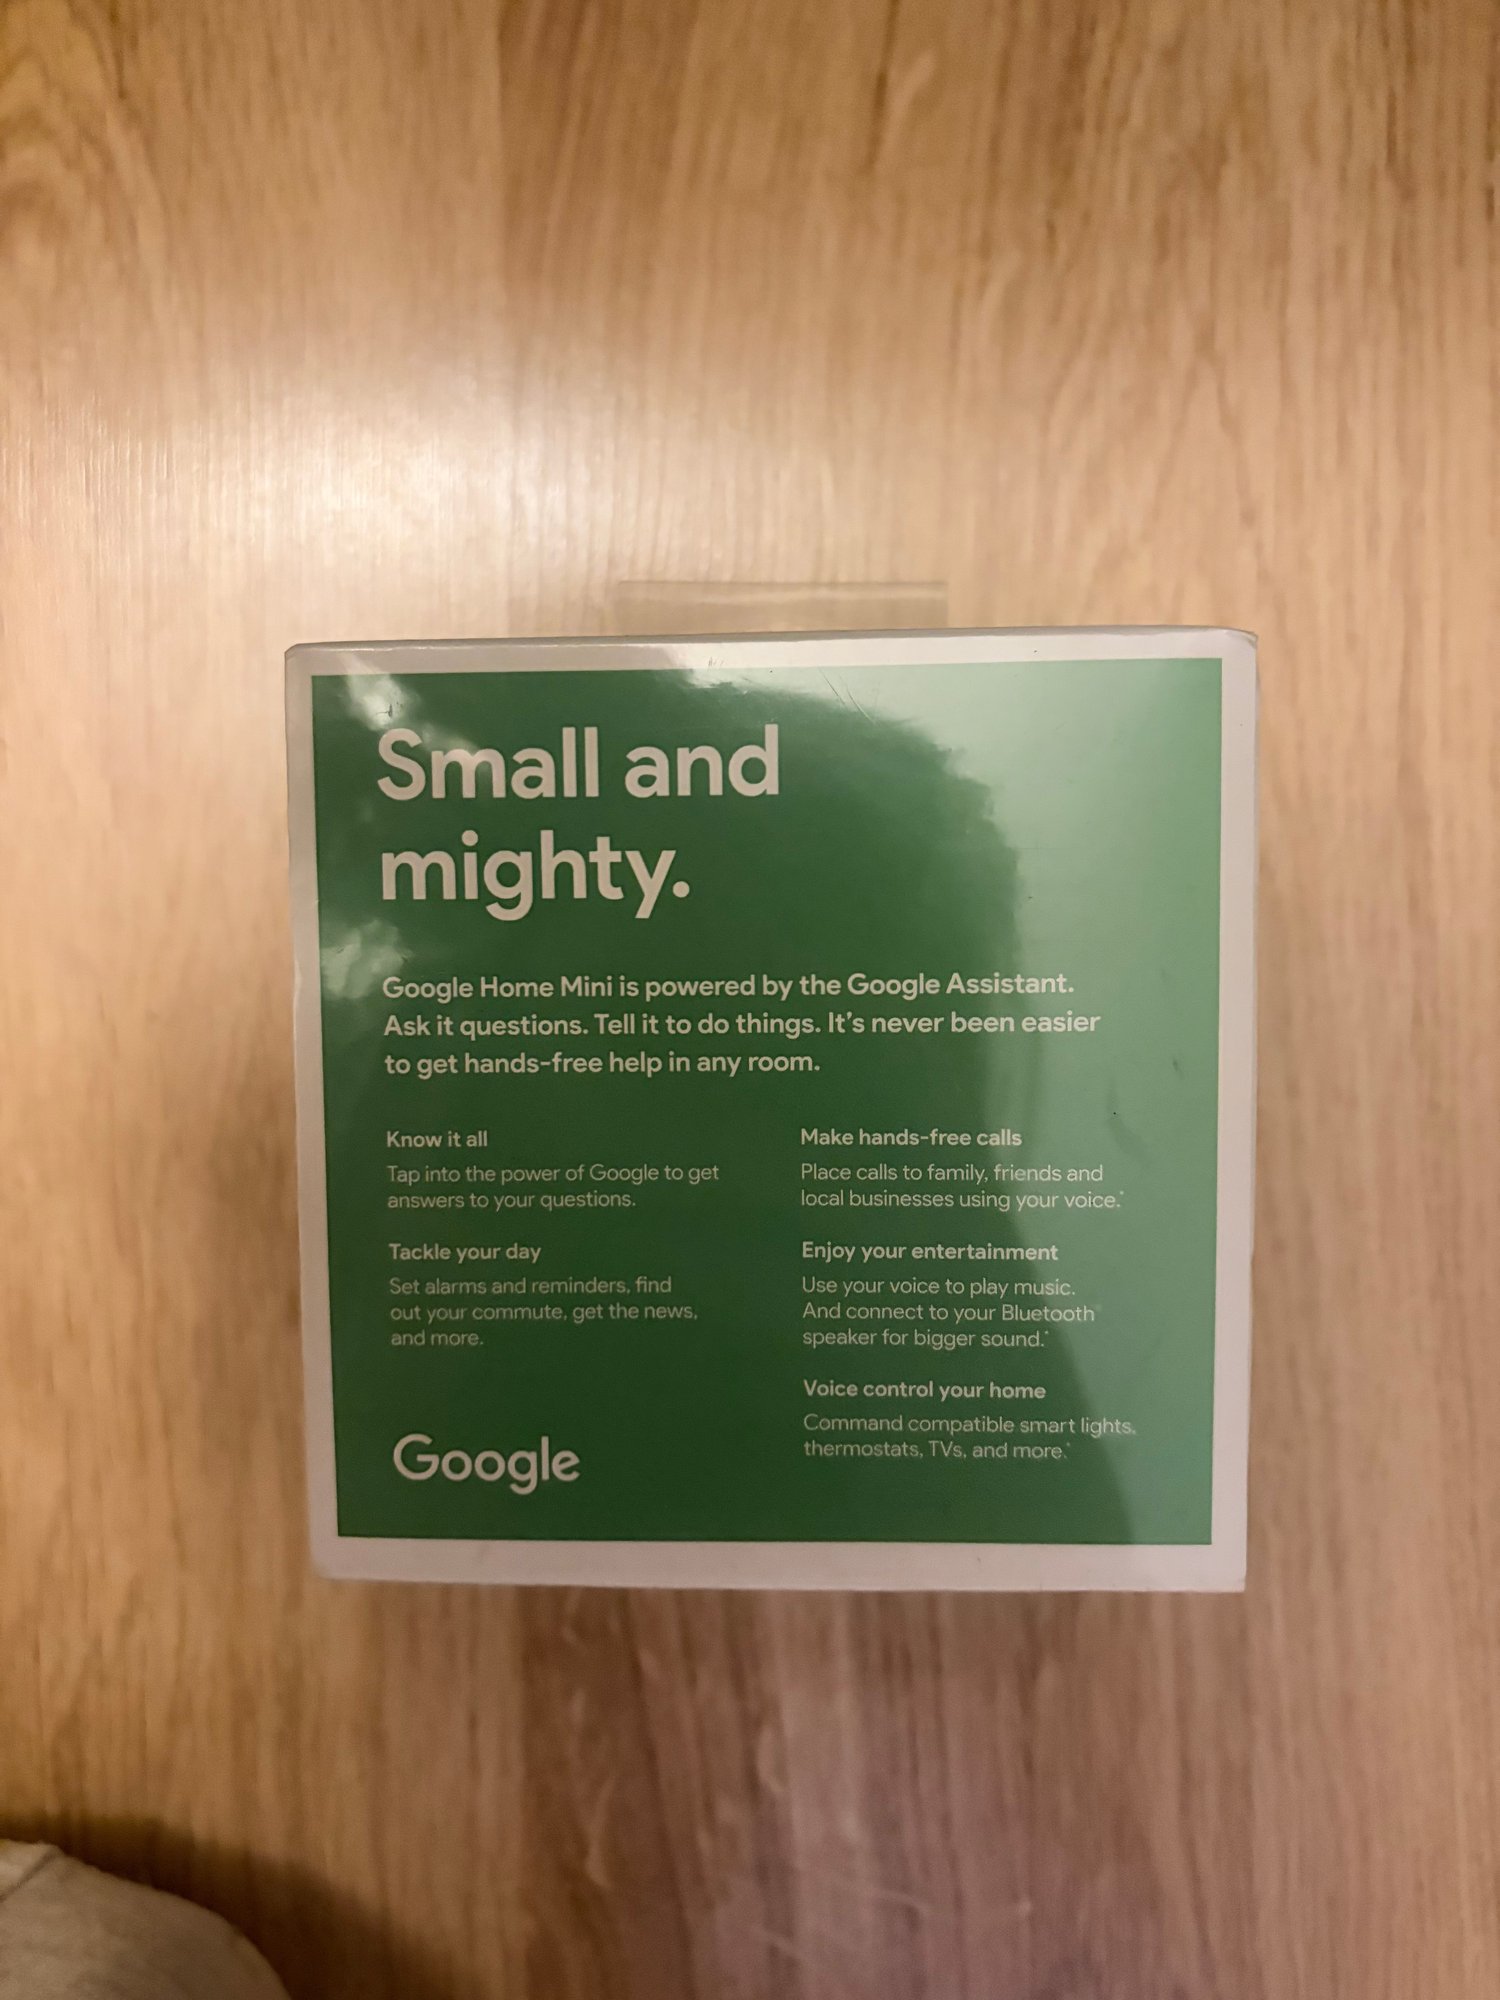 Small and
mighty.
Google Home Mini is powered by the Google Assistant.
Ask it questions. Tell it to do things. It's never been easier
to get hands-free help in any room.
Know it all
Tap into the power of Google to get
answers to your questions.
Tackle your day
Set alarms and reminders, find
out your commute, get the news,
and more.
Make hands-free calls
Place calls to family, friends and
local businesses using your voice.*
Enjoy your entertainment
Use your voice to play music.
And connect to your Bluetooth
speaker for bigger sound.*
Voice control your home
Command compatible smart lights,
thermostats, TVs, and more.*
Google